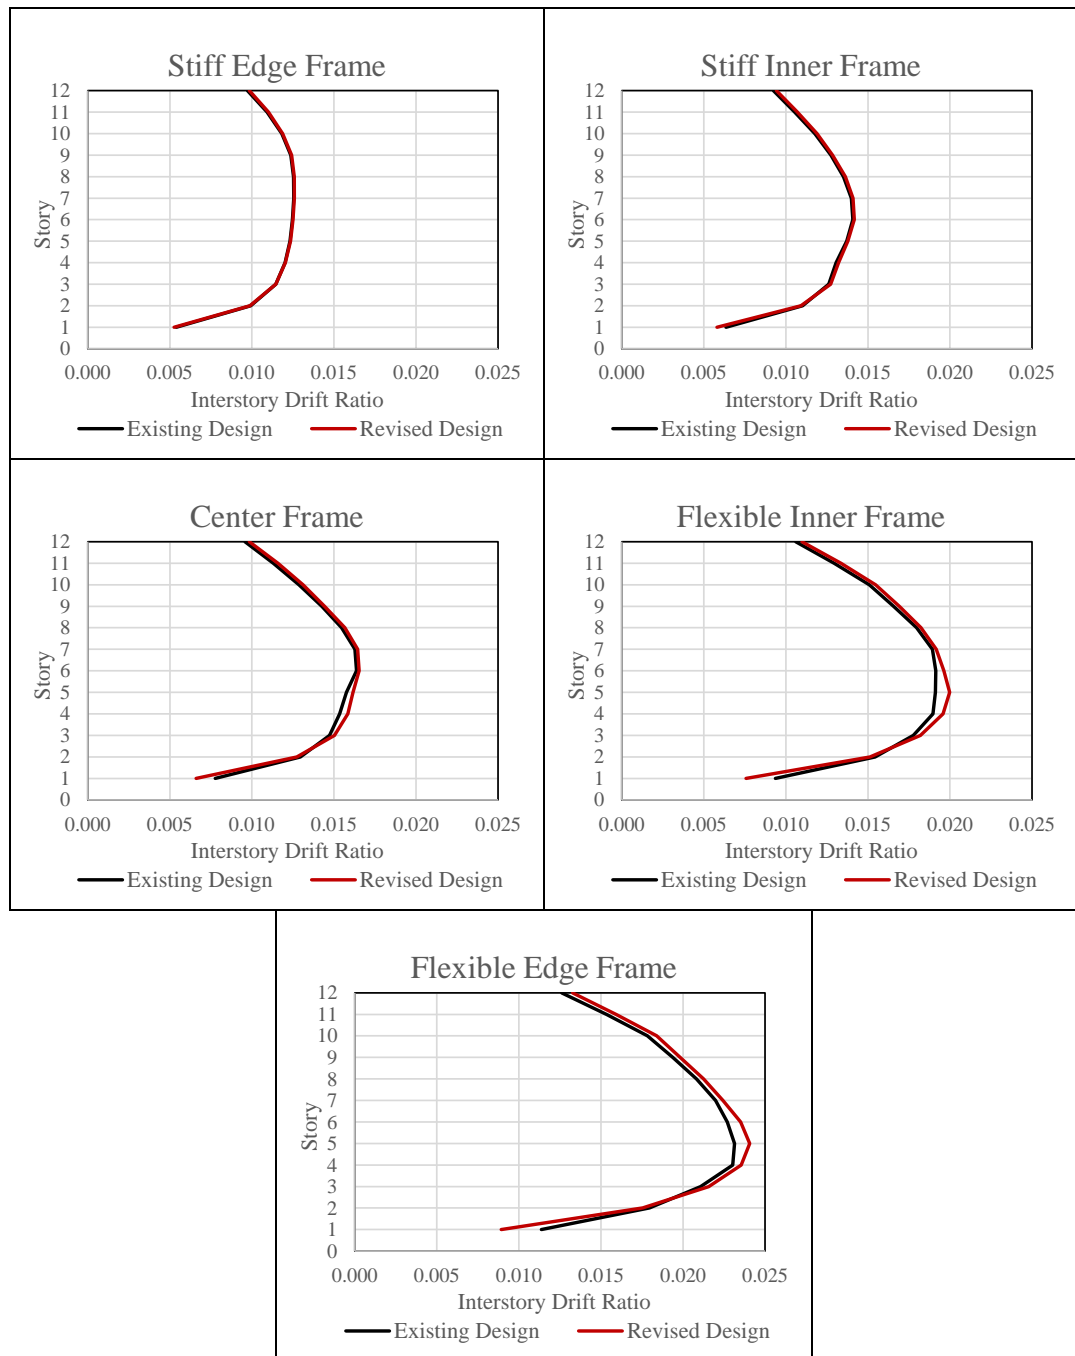 Stiff Edge Frame
12
11
10
9
8
7
6
5
4
3
2
1
0
Story
0.000 0.005 0.010 0.015 0.020 0.025
Interstory Drift Ratio
Existing Design Revised Design
Stiff Inner Frame
12
11
10
9
8
7
6
5
4
3
2
1
0
Story
0.000 0.005 0.010 0.015 0.020 0.025
Interstory Drift Ratio
Existing Design Revised Design
Center Frame
12
11
10
9
8
7
6
5
4
3
2
1
0
Story
0.000 0.005 0.010 0.015 0.020 0.025
Interstory Drift Ratio
Existing Design Revised Design
Flexible Inner Frame
12
11
10
9
8
7
6
5
4
3
2
1
0
Story
0.000 0.005 0.010 0.015 0.020 0.025
Interstory Drift Ratio
Existing Design Revised Design
Flexible Edge Frame
12
11
10
9
8
7
6
5
4
3
2
1
0
Story
0.000 0.005 0.010 0.015 0.020 0.025
Interstory Drift Ratio
Existing Design Revised Design